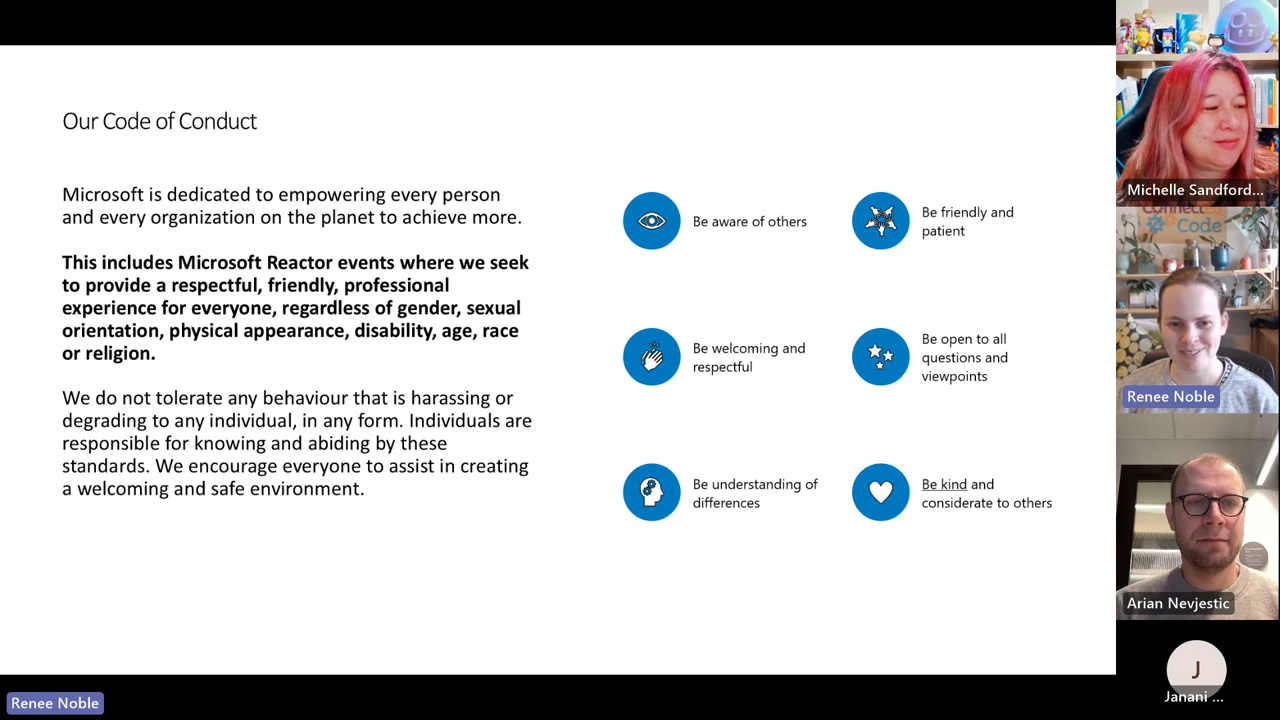 Our Code of Conduct
Microsoft is dedicated to empowering every person
and every organization on the planet to achieve more.
This includes Microsoft Reactor events where we seek
to provide a respectful, friendly, professional
experience for everyone, regardless of gender, sexual
orientation, physical appearance, disability, age, race
or religion.
We do not tolerate any behaviour that is harassing or
degrading to any individual, in any form. Individuals are
responsible for knowing and abiding by these
standards. We encourage everyone to assist in creating
a welcoming and safe environment.
Be aware of others
Be friendly and
patient
Be welcoming and
respectful
Be open to all
questions and
viewpoints
Be understanding of
differences
Be kind and
considerate to others
Michelle Sandford...
Connect
Code
Renee Noble
Arian Nevjestic
J
Janani ...
Renee Noble